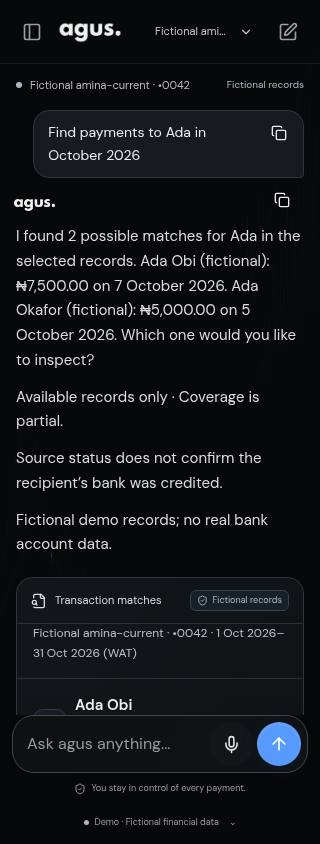 agus.
Fictional ami...
Fictional amina-current · •0042
Fictional records
Find payments to Ada in
October 2026
agus.
I found 2 possible matches for Ada in the
selected records. Ada Obi (fictional):
₦7,500.00 on 7 October 2026. Ada
Okafor (fictional): ₦5,000.00 on 5
October 2026. Which one would you like
to inspect?
Available records only · Coverage is
partial.
Source status does not confirm the
recipient’s bank was credited.
Fictional demo records; no real bank
account data.
Transaction matches
Fictional records
Fictional amina-current · •0042 · 1 Oct 2026–
31 Oct 2026 (WAT)
Ada Obi
Ask agus anything...
You stay in control of every payment.
Demo · Fictional financial data